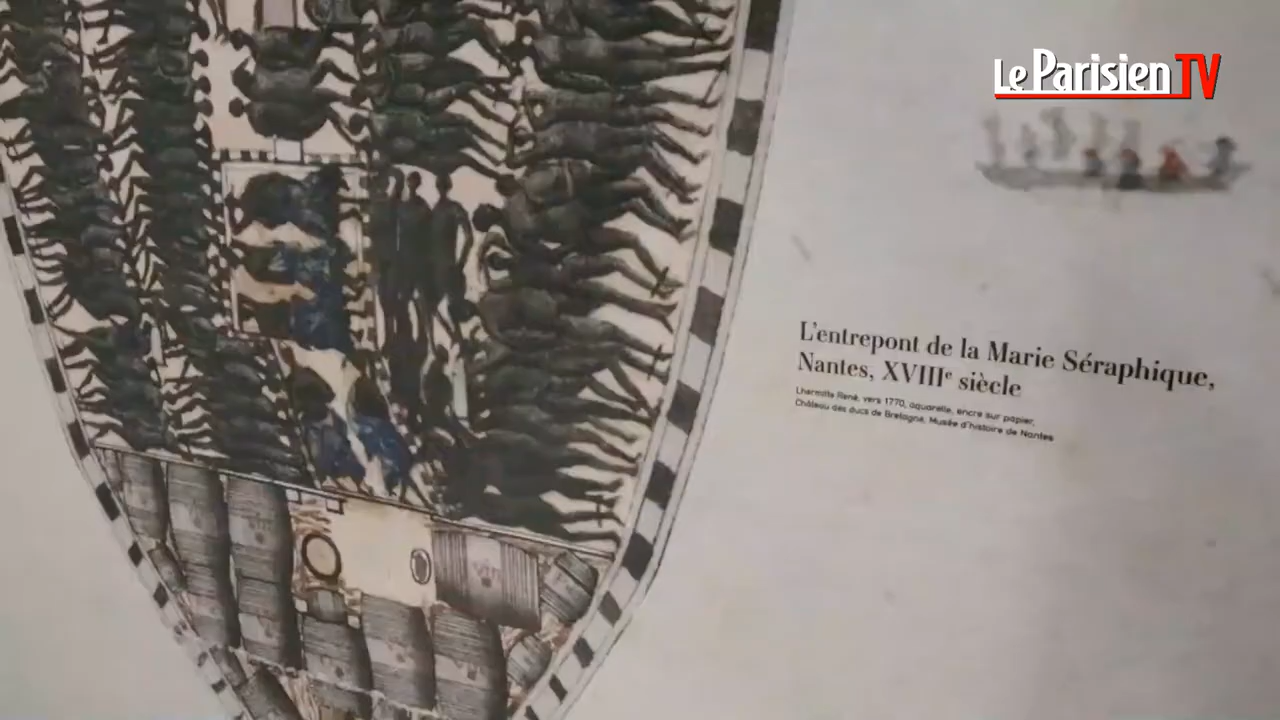 Le Parisien TV
L'entrepont de la Marie Séraphique,
Nantes, XVIIIe siècle
Lhermitte René, vers 1770, aquarelle, encre sur papier,
Château des ducs de Bretagne, Musée d'histoire de Nantes